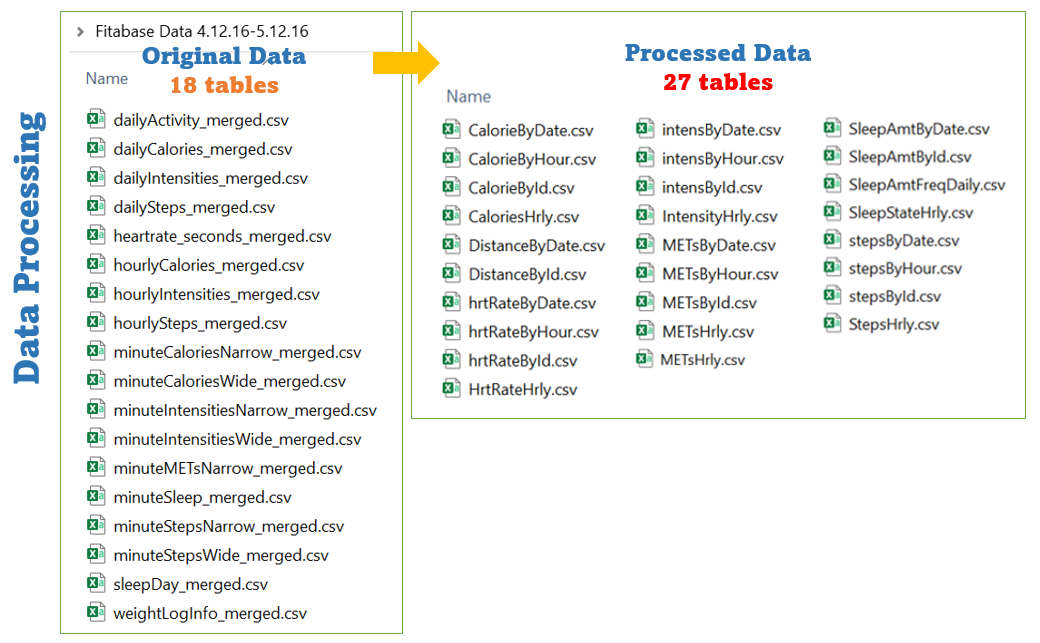 Data Processing
> Fitabase Data 4.12.16-5.12.16
Original Data
18 tables
Name
dailyActivity_merged.csv
dailyCalories_merged.csv
dailyIntensities_merged.csv
dailySteps_merged.csv
heartrate_seconds_merged.csv
hourlyCalories_merged.csv
hourlyIntensities_merged.csv
hourlySteps_merged.csv
minuteCaloriesNarrow_merged.csv
minuteCaloriesWide_merged.csv
minuteIntensitiesNarrow_merged.csv
minuteIntensitiesWide_merged.csv
minuteMETsNarrow_merged.csv
minuteSleep_merged.csv
minuteStepsNarrow_merged.csv
minuteStepsWide_merged.csv
sleepDay_merged.csv
weightLogInfo_merged.csv
Processed Data
27 tables
Name
CalorieByDate.csv
CalorieByHour.csv
CalorieById.csv
CaloriesHrly.csv
DistanceByDate.csv
DistanceById.csv
hrtRateByDate.csv
hrtRateByHour.csv
hrtRateById.csv
HrtRateHrly.csv
intensByDate.csv
intensByHour.csv
intensById.csv
IntensityHrly.csv
METsByDate.csv
METsByHour.csv
METsById.csv
METsHrly.csv
METsHrly.csv
SleepAmtByDate.csv
SleepAmtById.csv
SleepAmtFreqDaily.csv
SleepStateHrly.csv
stepsByDate.csv
stepsByHour.csv
stepsById.csv
StepsHrly.csv